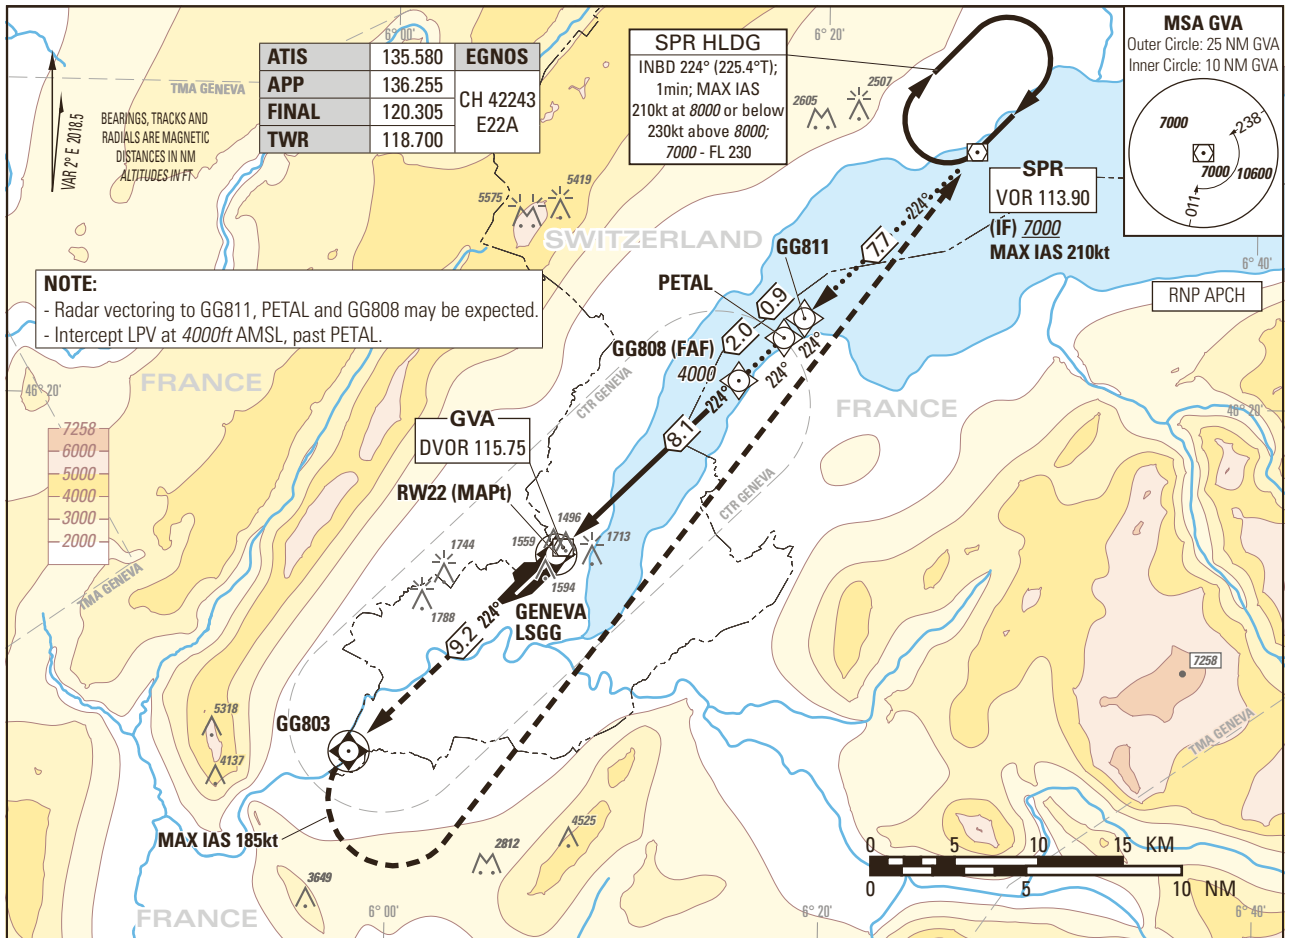 6° 00'
6° 20'
ATIS 135.580 EGNOS
APP 136.255 CH 42243
FINAL 120.305 E22A
TWR 118.700
TMA GENEVA
VAR 2° E 2018.5
BEARINGS, TRACKS AND
RADIALS ARE MAGNETIC
DISTANCES IN NM
ALTITUDES IN FT
SPR HLDG
INBD 224° (225.4°T);
1min; MAX IAS
210kt at 8000 or below
230kt above 8000;
7000 - FL 230
2605
2507
MSA GVA
Outer Circle: 25 NM GVA
Inner Circle: 10 NM GVA
7000
238
7000
10600
011
5575
5419
SWITZERLAND
SPR
VOR 113.90
(IF) 7000
MAX IAS 210kt
224°
7.7
GG811
PETAL
6° 40'
RNP APCH
NOTE:
- Radar vectoring to GG811, PETAL and GG808 may be expected.
- Intercept LPV at 4000ft AMSL, past PETAL.
0.9
2.0
224°
224°
GG808 (FAF)
4000
224°
FRANCE
46° 20'
CTR GENEVA
FRANCE
46° 20'
7258
6000
5000
4000
3000
2000
GVA
DVOR 115.75
8.1
CTR GENEVA
RW22 (MAPt)
1496
1559
1713
1744
1594
1788
TMA GENEVA
GENEVA
LSGG
224°
9.2
7258
TMA GENEVA
GG803
5318
4137
MAX IAS 185kt
4525
2812
3649
0 5 10 15 KM
0 5 10 NM
FRANCE
6° 00'
6° 20'
6° 40'